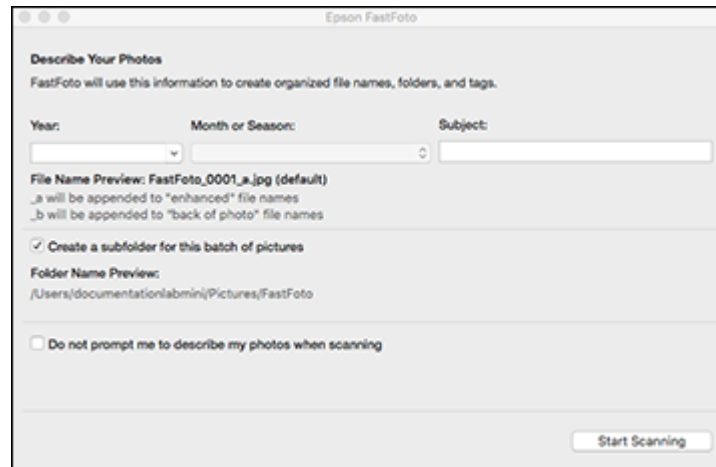 Epson FastFoto
Describe Your Photos
FastFoto will use this information to create organized file names, folders, and tags.
Year: Month or Season: Subject:
File Name Preview: FastFoto_0001_a.jpg (default)
_a will be appended to "enhanced" file names
_b will be appended to "back of photo" file names
Create a subfolder for this batch of pictures
Folder Name Preview:
/Users/documentationlabmini/Pictures/FastFoto
Do not prompt me to describe my photos when scanning
Start Scanning